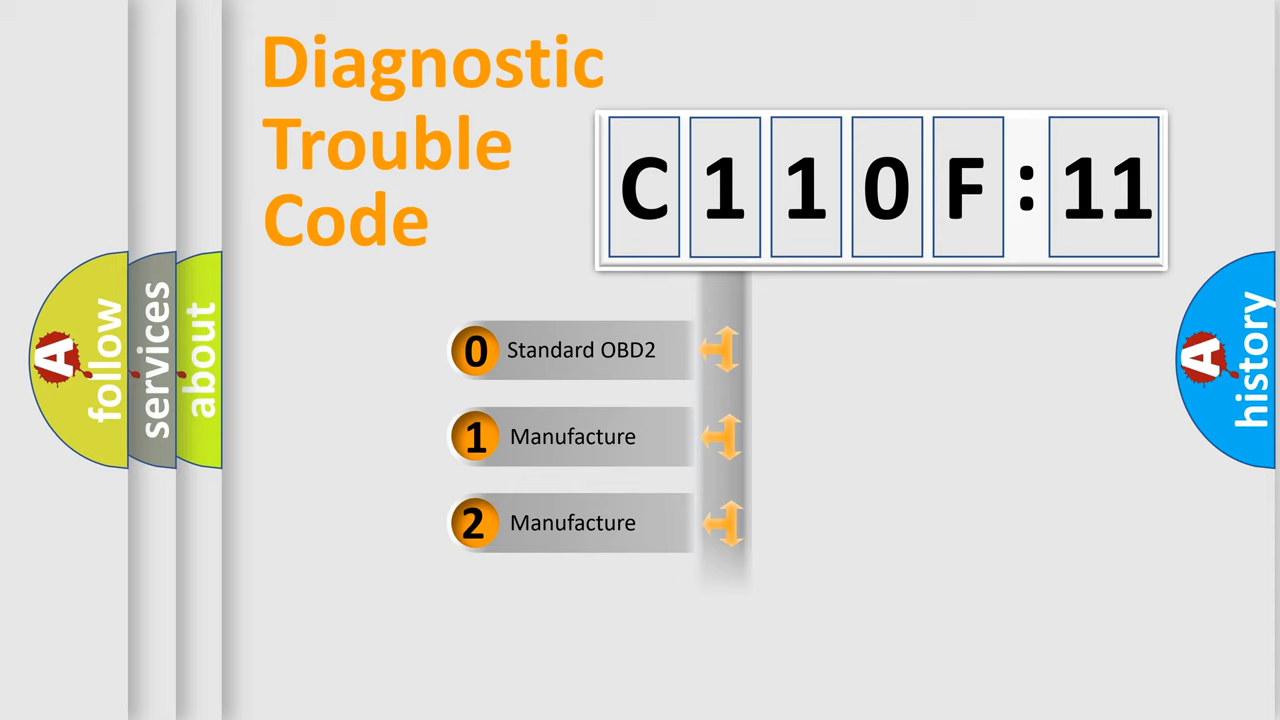 Diagnostic
Trouble
Code
C 1 1 0 F : 11
0 Standard OBD2
1 Manufacture
2 Manufacture
A follow
services
about
A history